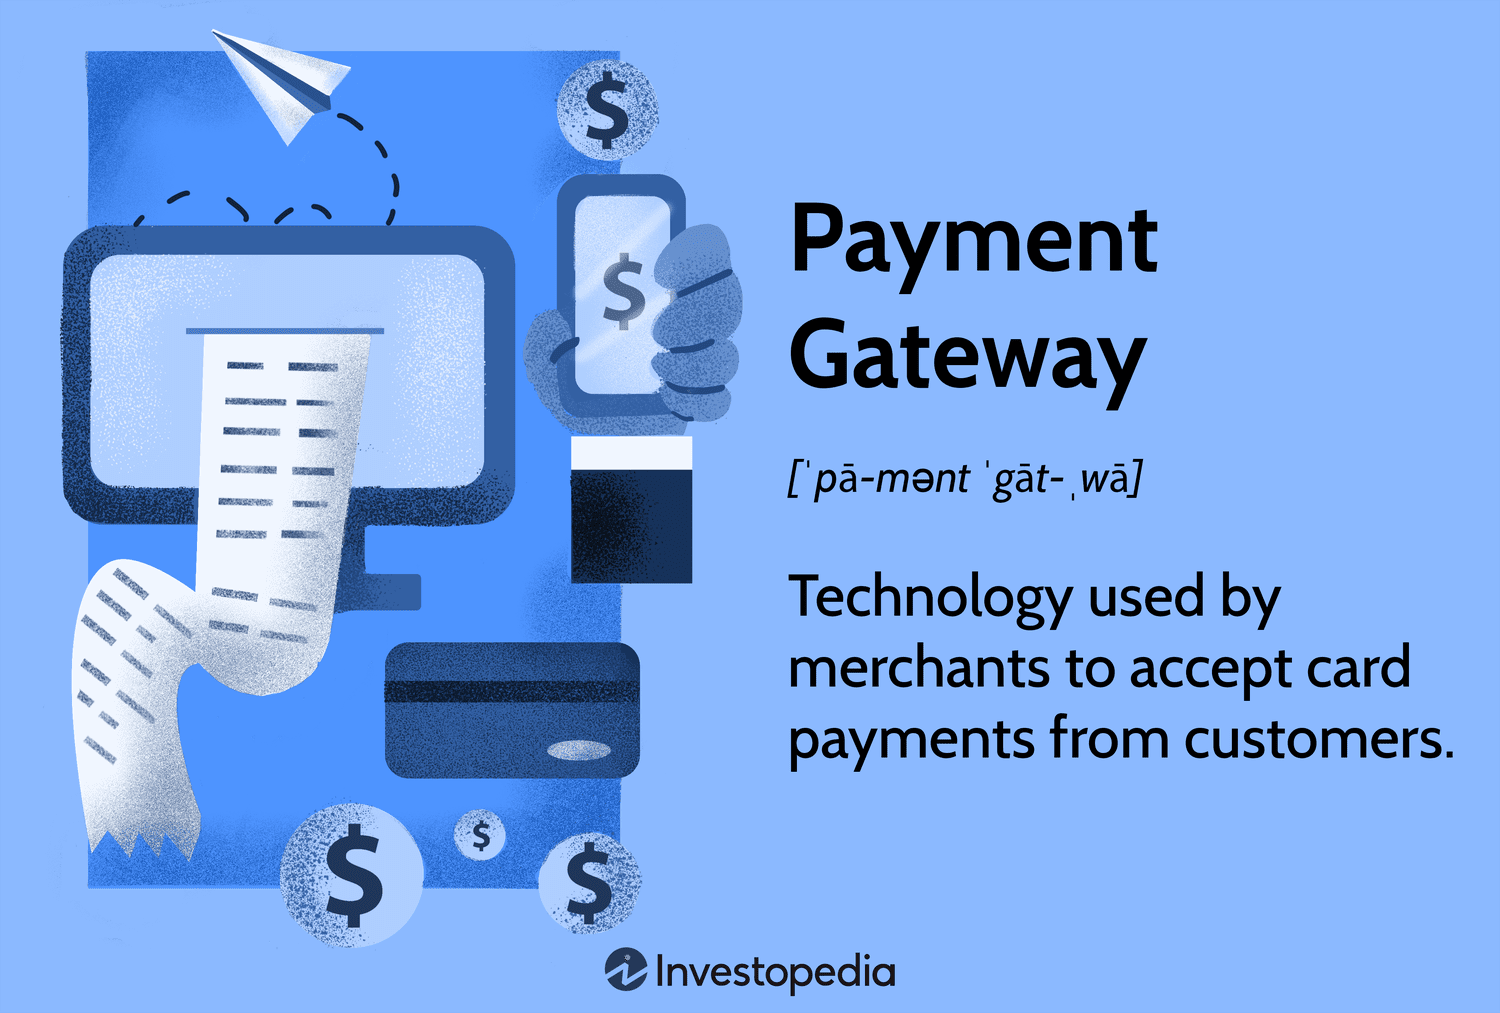 $
$
Payment
Gateway
[ˈpā-mənt ˈgāt-ˌwā]
Technology used by
merchants to accept card
payments from customers.
$
$
$
Investopedia